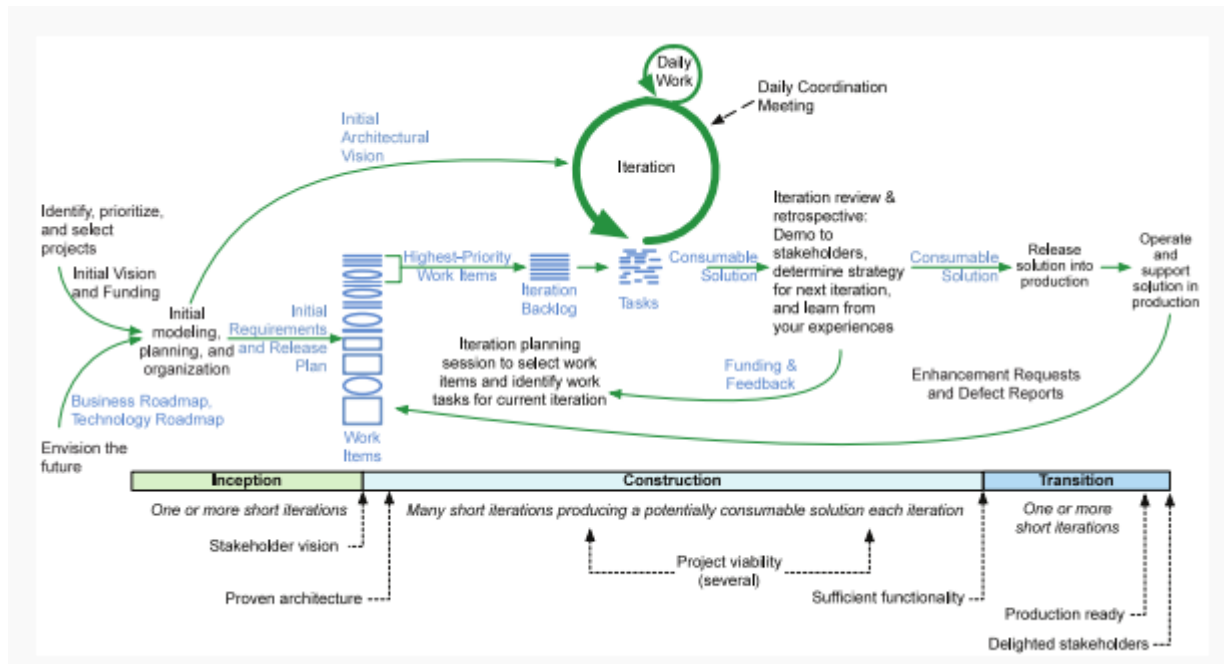 Daily
Work
Daily Coordination
Meeting
Initial
Architectural
Vision
Iteration
Identify, prioritize,
and select
projects
Initial Vision
and Funding
Initial
modeling,
planning, and
organization
Business Roadmap,
Technology Roadmap
Envision the
future
Initial
Requirements
and Release
Plan
Work
Items
Highest–Priority
Work Items
Iteration
Backlog
Tasks
Consumable
Solution
Iteration review &
retrospective:
Demo to
stakeholders,
determine strategy
for next iteration,
and learn from
your experiences
Consumable
Solution
Release
solution into
production
Operate
and
support
solution in
production
Iteration planning
session to select work
items and identify work
tasks for current iteration
Funding &
Feedback
Enhancement Requests
and Defect Reports
Inception
Construction
Transition
One or more short iterations
Many short iterations producing a potentially consumable solution each iteration
One or more
short iterations
Stakeholder vision
Proven architecture
Project viability
(several)
Sufficient functionality
Production ready
Delighted stakeholders